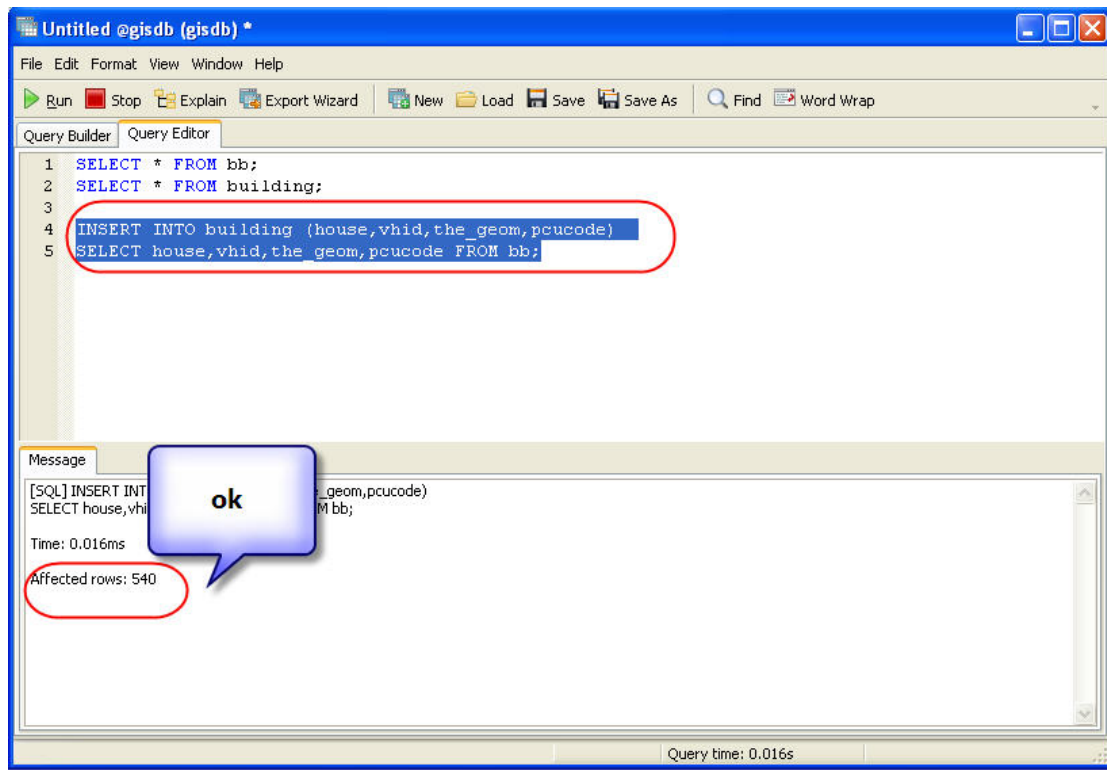 Untitled @gisdb (gisdb) *
File Edit Format View Window Help
Run Stop Explain Export Wizard New Load Save Save As Find Word Wrap
Query Builder Query Editor
1 SELECT * FROM bb;
2 SELECT * FROM building;
3
4 INSERT INTO building (house,vhid,the_geom,pcucode)
5 SELECT house,vhid,the_geom,pcucode FROM bb;
Message
[SQL] INSERT INT _geom,pcucode)
SELECT house,vhi M bb;
ok
Time: 0.016ms
Affected rows: 540
Query time: 0.016s